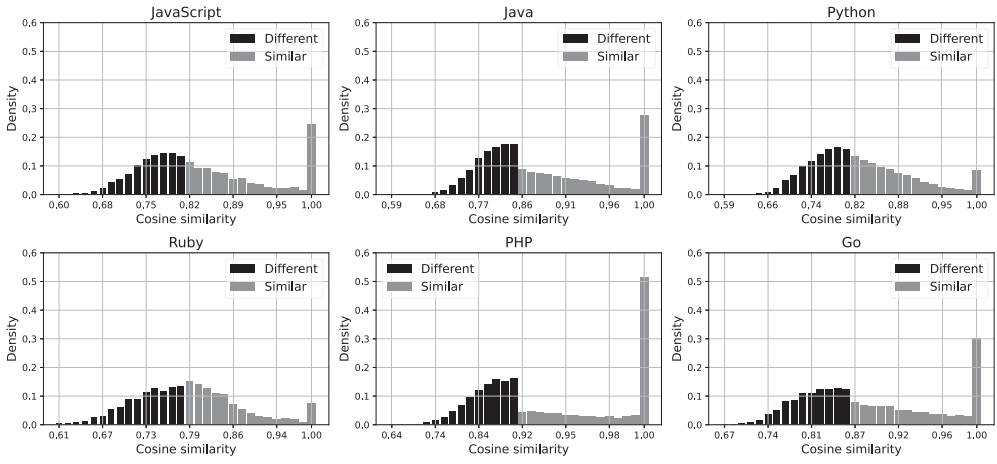 JavaScript
Density
0.6
0.5
0.4
0.3
0.2
0.1
0.0
Different
Similar
0.60 0.68 0.75 0.82 0.89 0.96 1.00
Cosine similarity
Java
Density
0.6
0.5
0.4
0.3
0.2
0.1
0.0
Different
Similar
0.59 0.68 0.77 0.86 0.91 0.96 1.00
Cosine similarity
Python
Density
0.6
0.5
0.4
0.3
0.2
0.1
0.0
Different
Similar
0.59 0.66 0.74 0.82 0.88 0.95 1.00
Cosine similarity
Ruby
Density
0.6
0.5
0.4
0.3
0.2
0.1
0.0
Different
Similar
0.61 0.67 0.73 0.79 0.86 0.94 1.00
Cosine similarity
PHP
Density
0.6
0.5
0.4
0.3
0.2
0.1
0.0
Different
Similar
0.64 0.74 0.84 0.92 0.95 0.98 1.00
Cosine similarity
Go
Density
0.6
0.5
0.4
0.3
0.2
0.1
0.0
Different
Similar
0.67 0.74 0.81 0.87 0.92 0.96 1.00
Cosine similarity